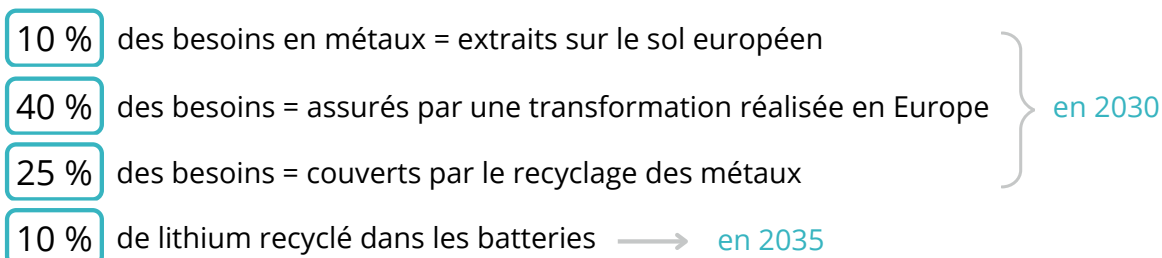 10 % des besoins en métaux = extraits sur le sol européen
40 % des besoins = assurés par une transformation réalisée en Europe
en 2030
25 % des besoins = couverts par le recyclage des métaux
10 % de lithium recyclé dans les batteries en 2035